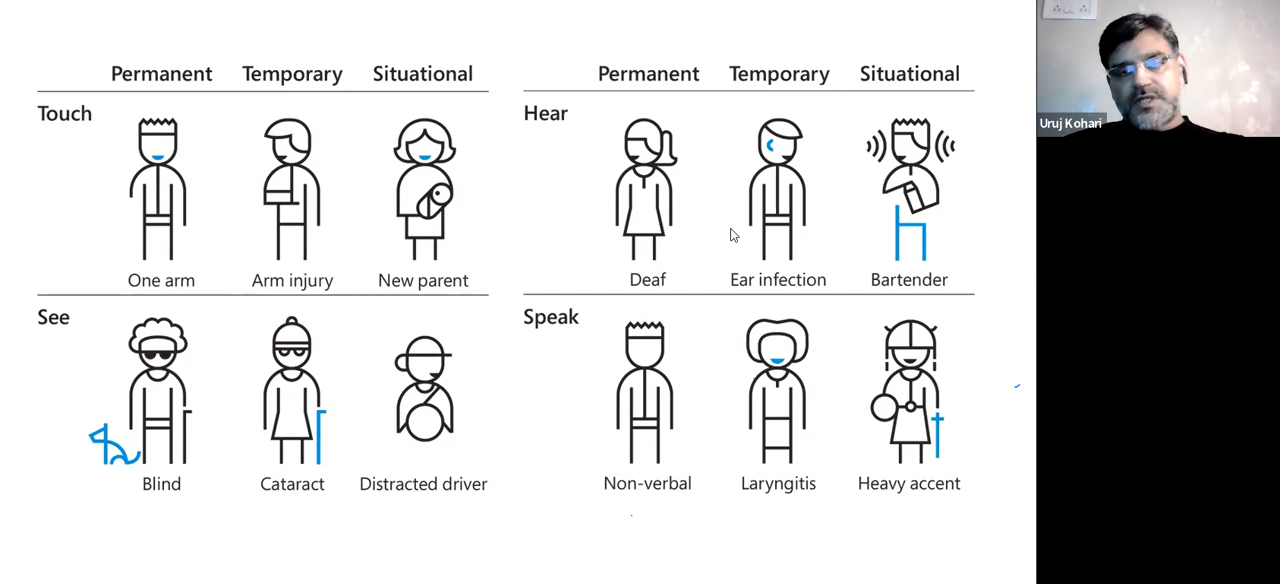 Permanent Temporary Situational
Touch
One arm Arm injury New parent
See
Blind Cataract Distracted driver
Permanent Temporary Situational
Hear
Deaf Ear infection Bartender
Speak
Non-verbal Laryngitis Heavy accent
Uruj Kohari